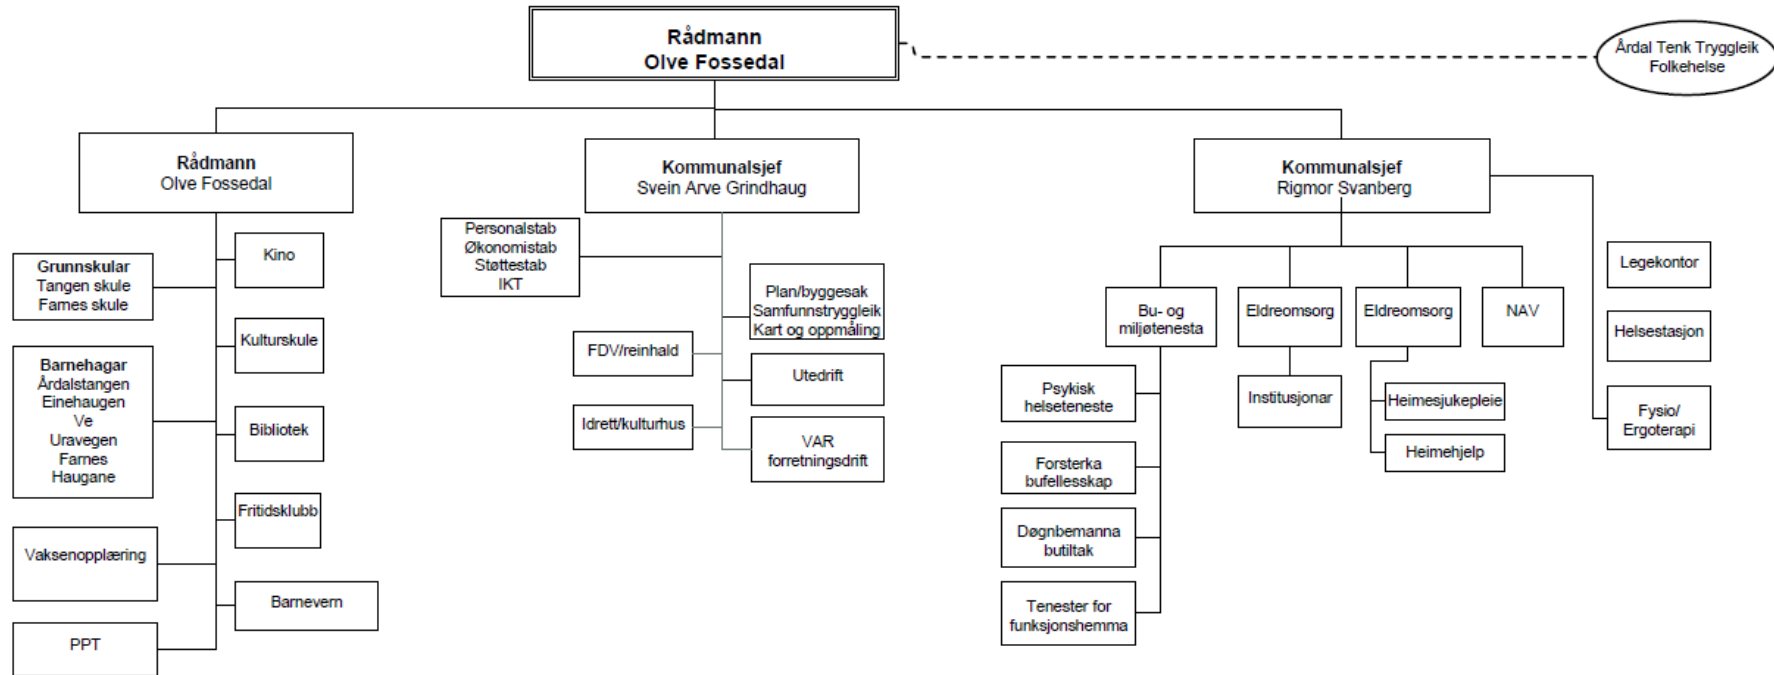 Rådmann
Olve Fossedal
Årdal Tenk Tryggleik
Folkehelse
Rådmann
Olve Fossedal
Kommunalsjef
Svein Arve Grindhaug
Kommunalsjef
Rigmor Svanberg
Grunnskular
Tangen skule
Farnes skule
Barnehagar
Årdalstangen
Einehaugen
Ve
Uravegen
Farnes
Haugane
Vaksenopplæring
PPT
Kino
Kulturskule
Bibliotek
Fritidsklubb
Barnevern
Personalstab
Økonomistab
Støttestab
IKT
FDV/reinhald
Idrett/kulturhus
Plan/byggesak
Samfunnstryggleik
Kart og oppmåling
Utedrift
VAR
forretningsdrift
Bu- og
miljøtenesta
Psykisk
helseteneste
Forsterka
bufellesskap
Døgnbemanna
butiltak
Tenester for
funksjonshemma
Eldreomsorg
Institusjonar
Eldreomsorg
Heimesjukepleie
Heimehjelp
NAV
Legekontor
Helsestasjon
Fysio/
Ergoterapi